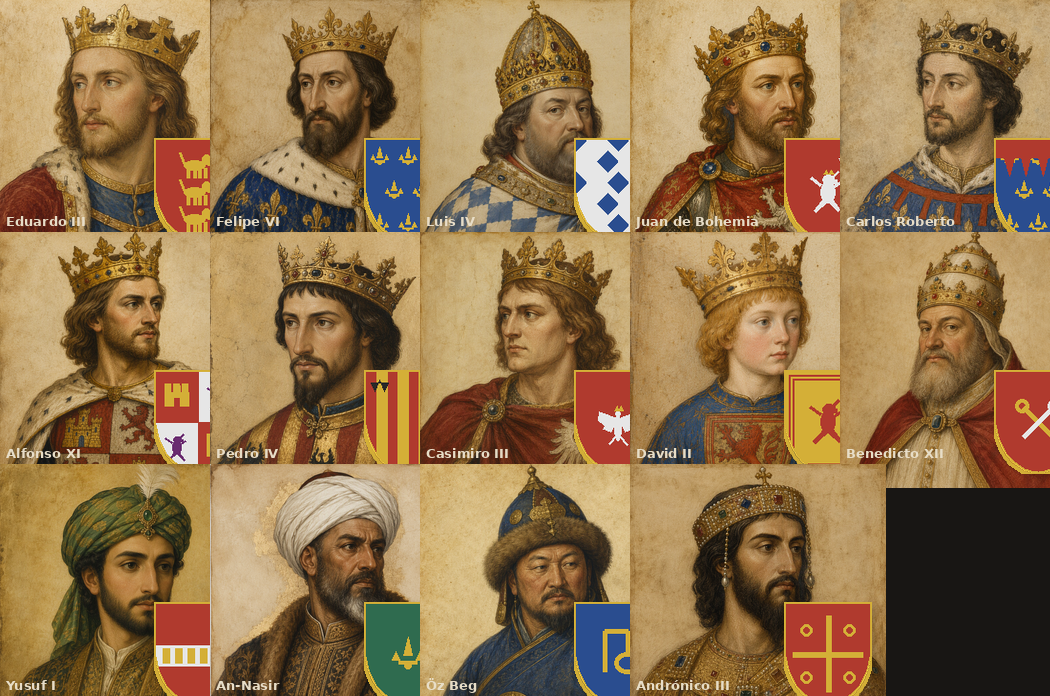 Eduardo III
Felipe VI
Luis IV
Juan de Bohemia
Carlos Roberto
Alfonso XI
Pedro IV
Casimiro III
David II
Benedicto XII
Yusuf I
An-Nasir
Öz Beg
Andrónico III